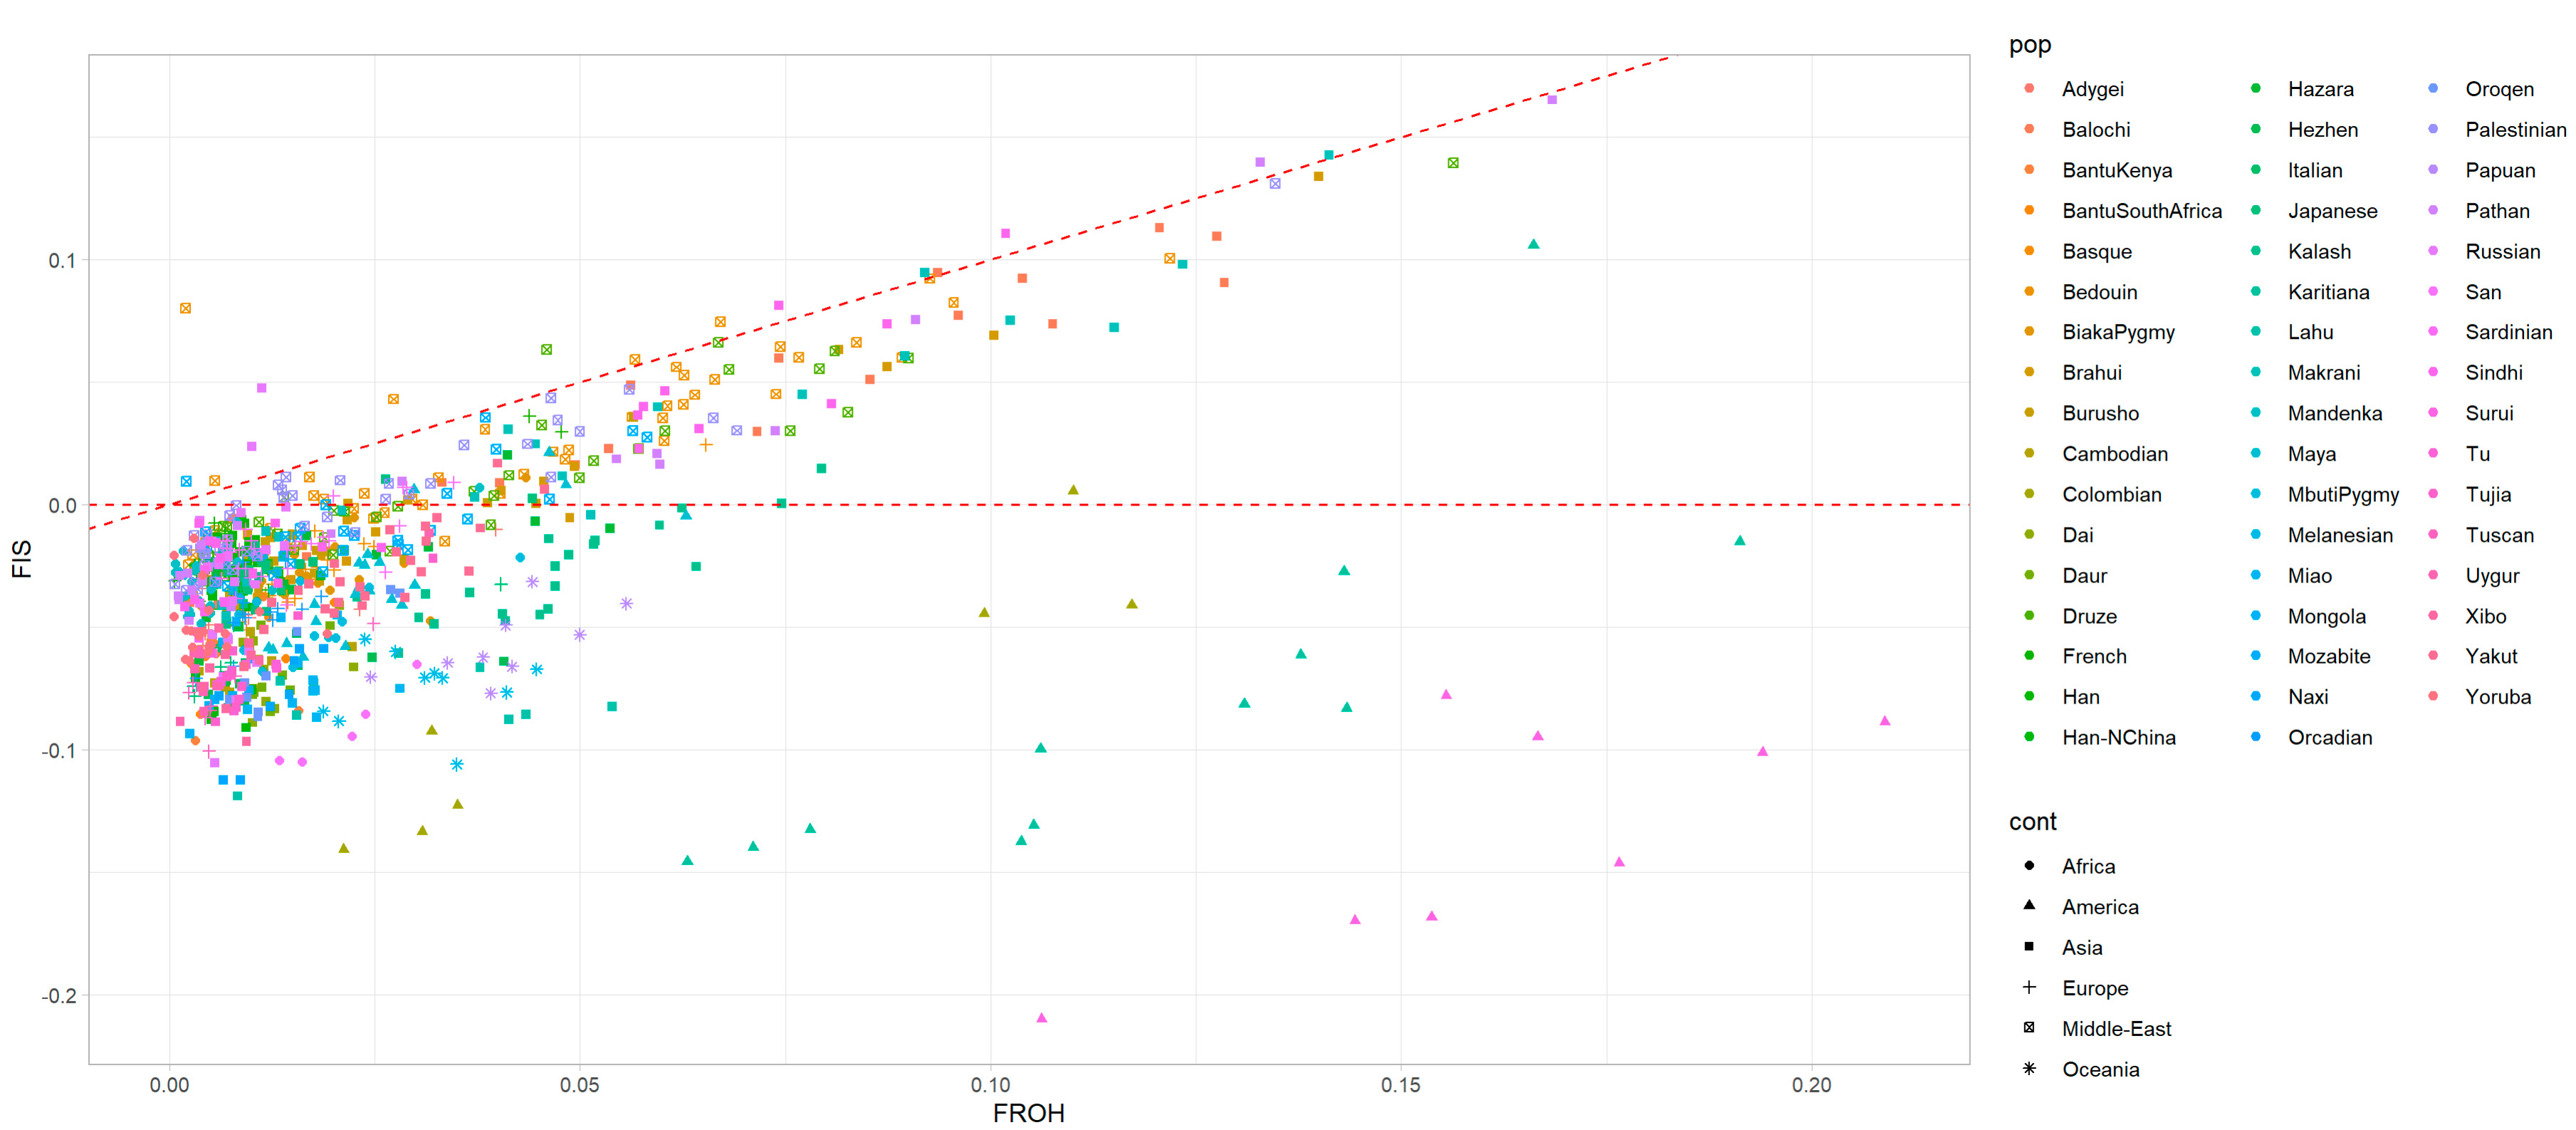 pop
Adygei Hazara Oroqen
Balochi Hezhen Palestinian
BantuKenya Italian Papuan
BantuSouthAfrica Japanese Pathan
Basque Kalash Russian
Bedouin Karitiana San
BiakaPygmy Lahu Sardinian
Brahui Makrani Sindhi
Burusho Mandenka Surui
Cambodian Maya Tu
Colombian MbutiPygmy Tujia
Dai Melanesian Tuscan
Daur Miao Uygur
Druze Mongola Xibo
French Mozabite Yakut
Han Naxi Yoruba
Han-NChina Orcadian
cont
Africa
America
Asia
Europe
Middle-East
Oceania
FIS
0.1
0.0
-0.1
-0.2
0.00 0.05 0.10 0.15 0.20
FROH